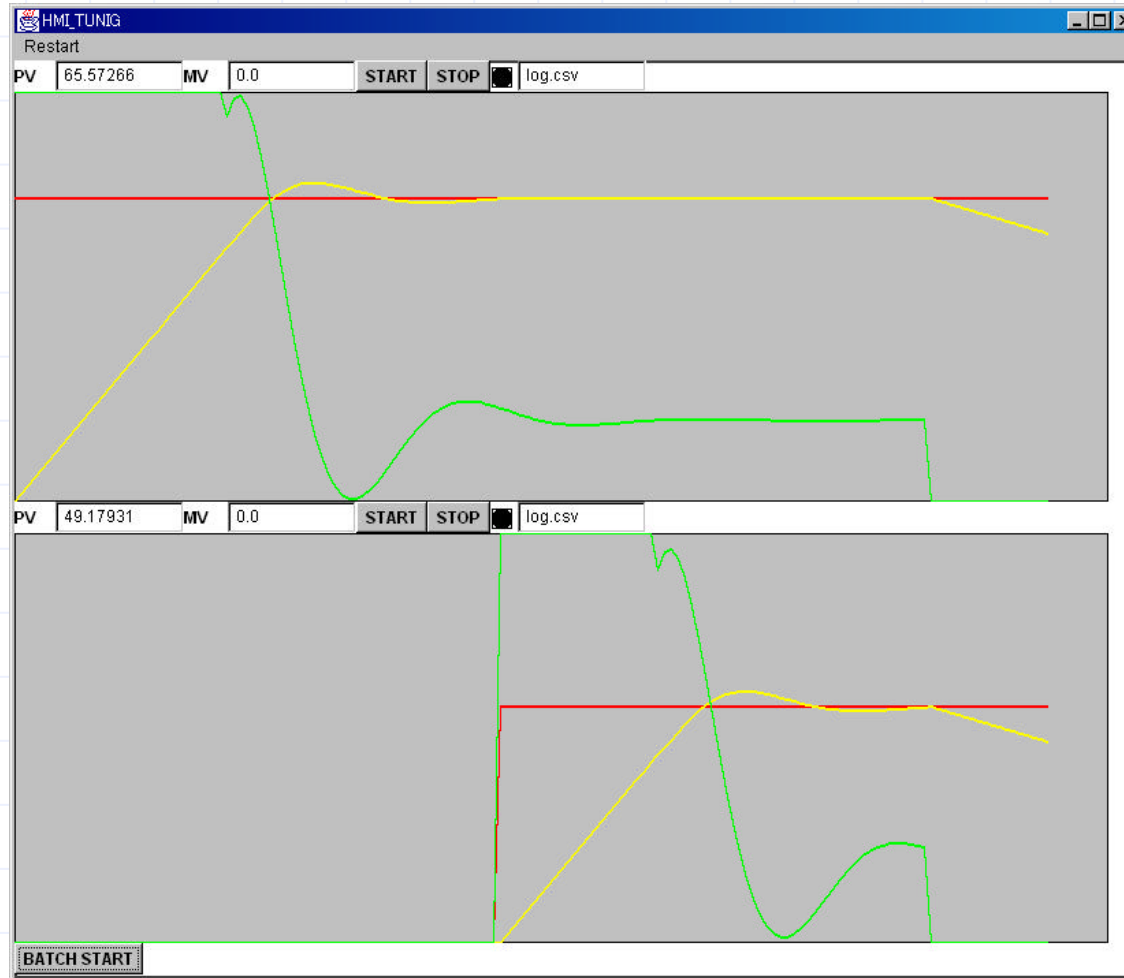 HMI_TUNIG
Restart
PV 65.57266 MV 0.0 START STOP log.csv
PV 49.17931 MV 0.0 START STOP log.csv
BATCH START